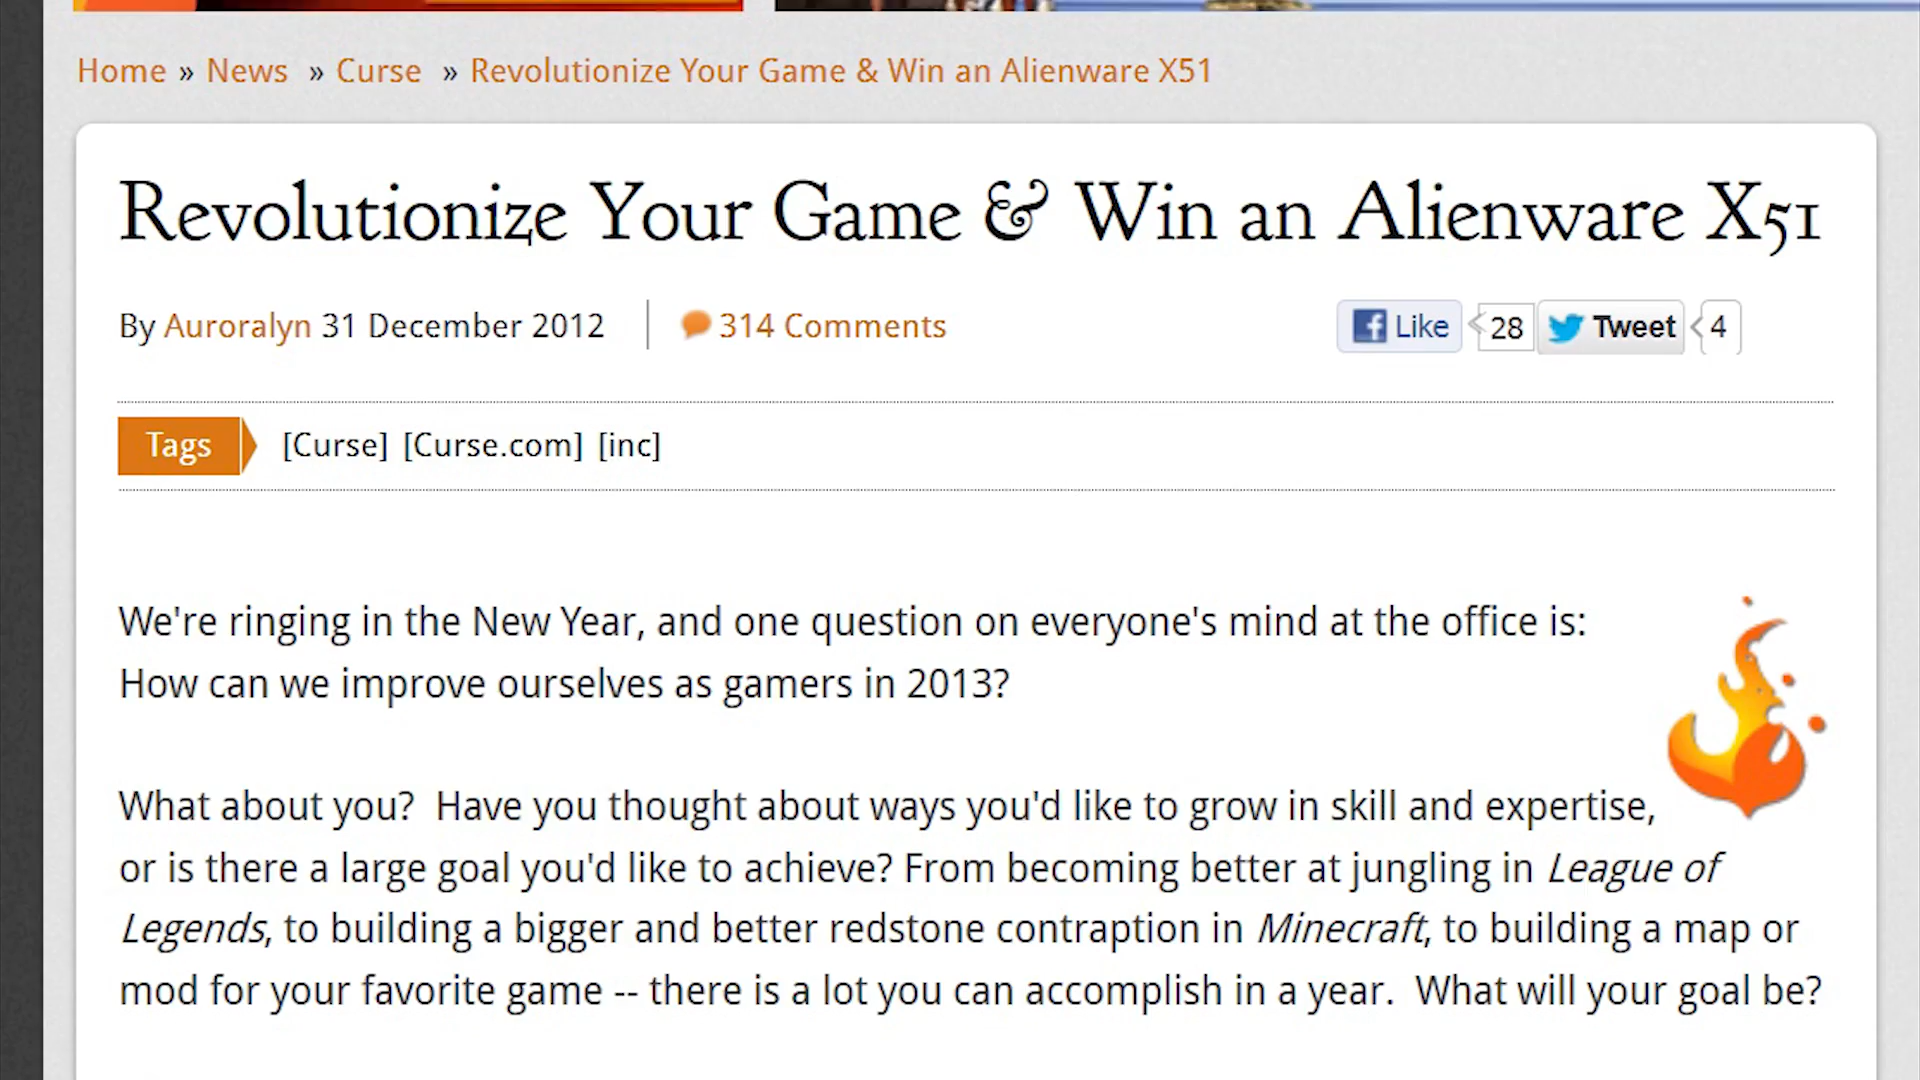 Home » News » Curse » Revolutionize Your Game & Win an Alienware X51
Revolutionize Your Game & Win an Alienware X51
By Auroralyn 31 December 2012 314 Comments Like 28 Tweet 4
Tags [Curse] [Curse.com] [inc]
We're ringing in the New Year, and one question on everyone's mind at the office is:
How can we improve ourselves as gamers in 2013?
What about you?  Have you thought about ways you'd like to grow in skill and expertise,
or is there a large goal you'd like to achieve? From becoming better at jungling in League of
Legends, to building a bigger and better redstone contraption in Minecraft, to building a map or
mod for your favorite game -- there is a lot you can accomplish in a year.  What will your goal be?